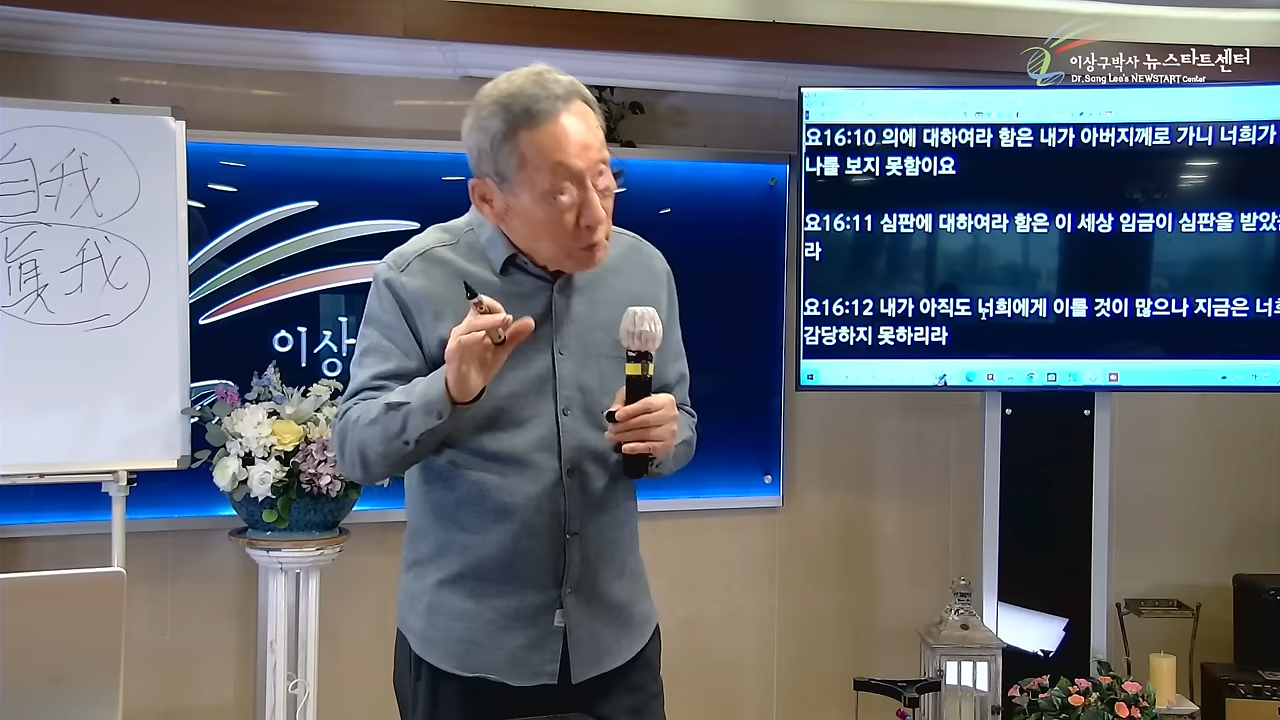 自我
眞我
이상
이상구박사 뉴스타트센터
Dr.Sang Lee's NEWSTART Center
요16:10 의에 대하여라 함은 내가 아버지께로 가니 너희가
나를 보지 못함이요
요16:11 심판에 대하여라 함은 이 세상 임금이 심판을
라
요16:12 내가 아직도 너희에게 이를 것이 많으나 지금은
감당하지 못하리라